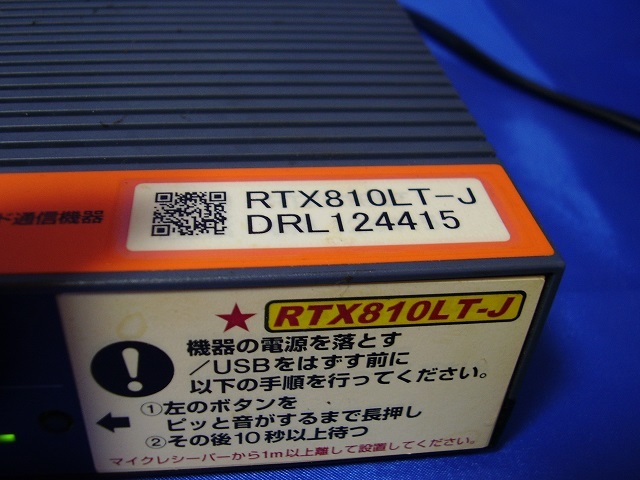 ド通信機器
RTX810LT-J
DRL124415
★RTX810LT-J
機器の電源を落とす
/USBをはずす前に
以下の手順を行ってください。
①左のボタンを
ピッと音がするまで長押し
②その後10秒以上待つ
マイクレシーバーから1m以上離して設置してください。